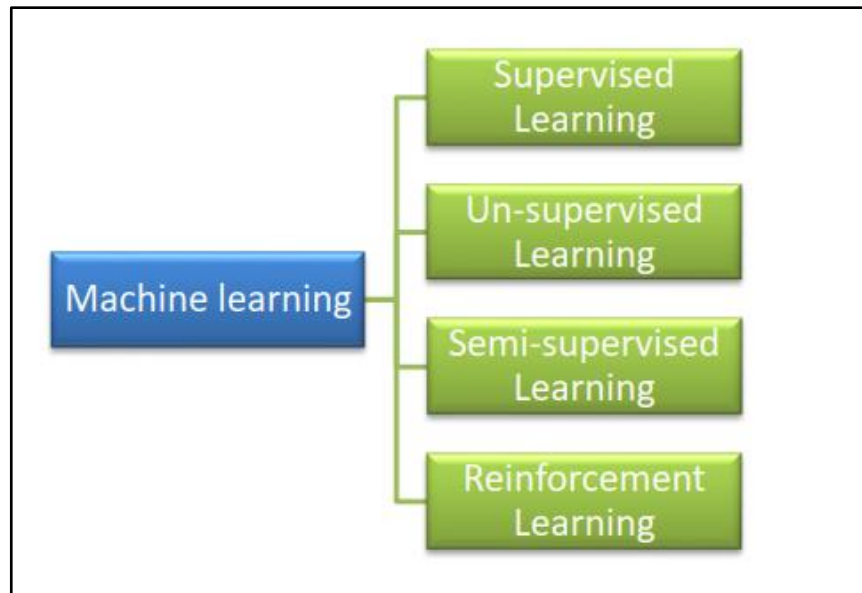 Supervised
Learning
Un-supervised
Learning
Machine learning
Semi-supervised
Learning
Reinforcement
Learning